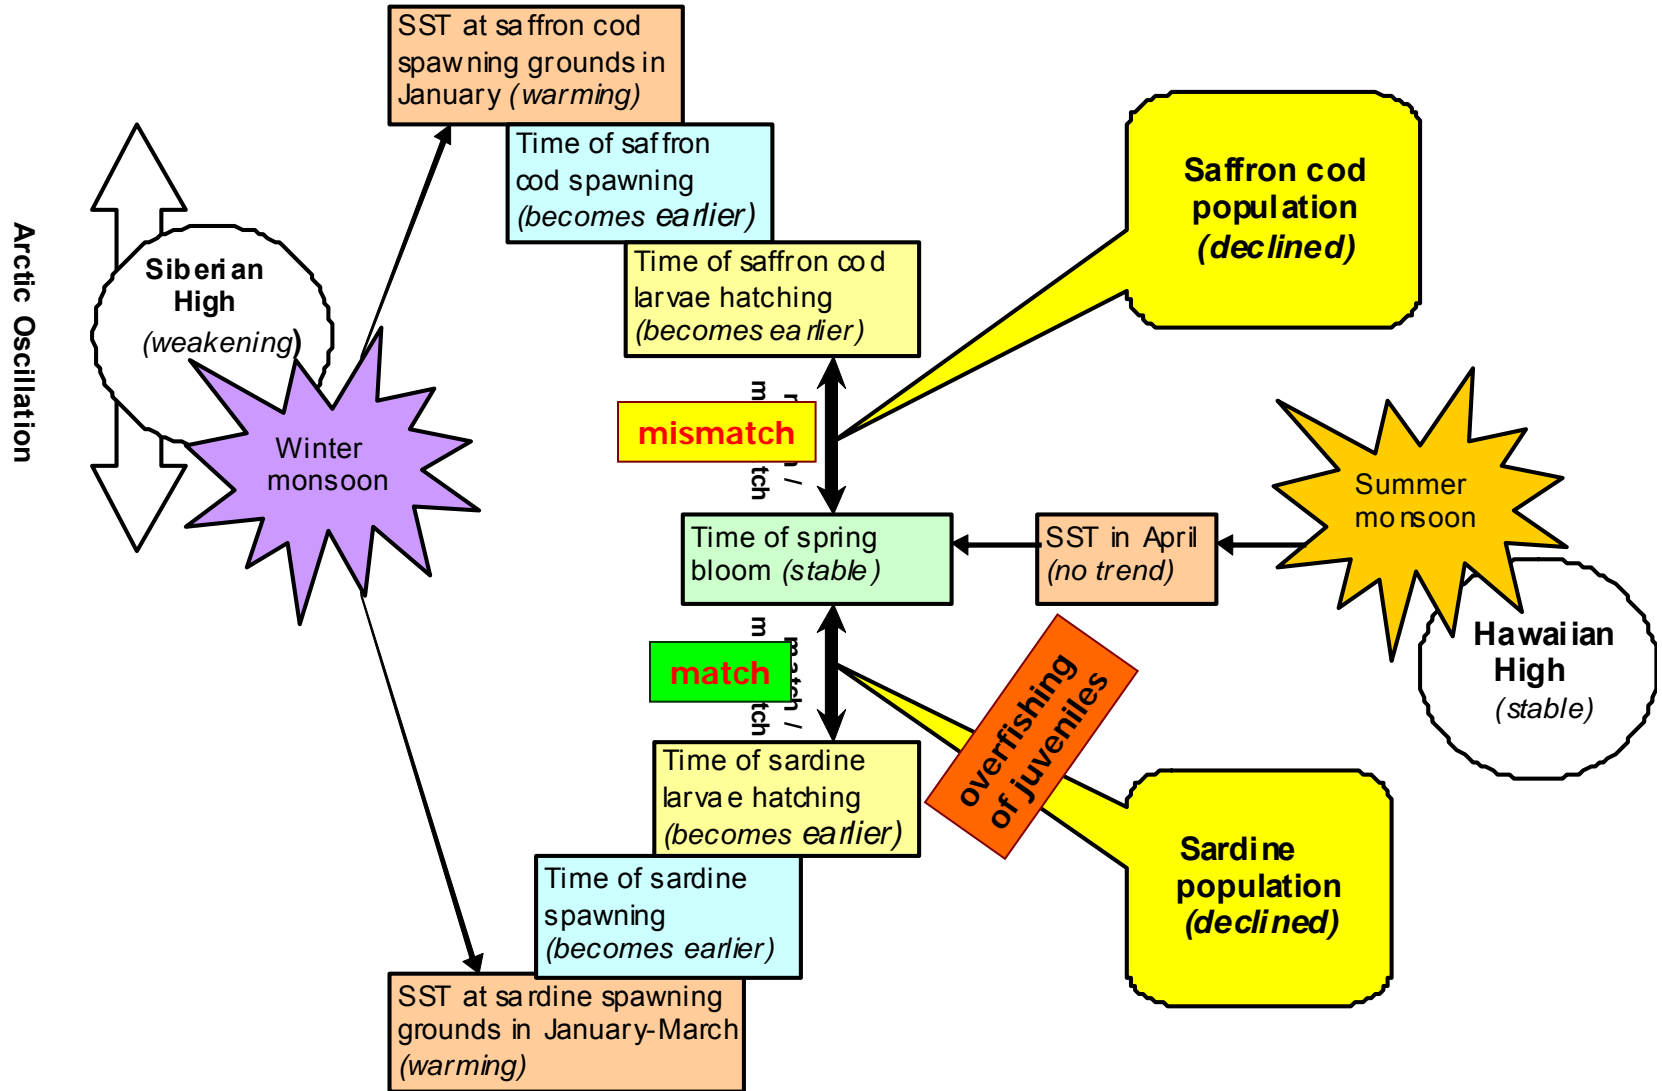 SST at saffron cod
spawning grounds in
January (warming)
Time of saffron
cod spawning
(becomes earlier)
Time of saffron cod
larvae hatching
(becomes earlier)
Saffron cod
population
(declined)
Arctic Oscillation
Siberian
High
(weakening)
Winter
monsoon
mismatch
Time of spring
bloom (stable)
SST in April
(no trend)
Summer
monsoon
Hawaiian
High
(stable)
match
match /
overfishing
of juveniles
Time of sardine
larvae hatching
(becomes earlier)
Time of sardine
spawning
(becomes earlier)
SST at sardine spawning
grounds in January-March
(warming)
Sardine
population
(declined)